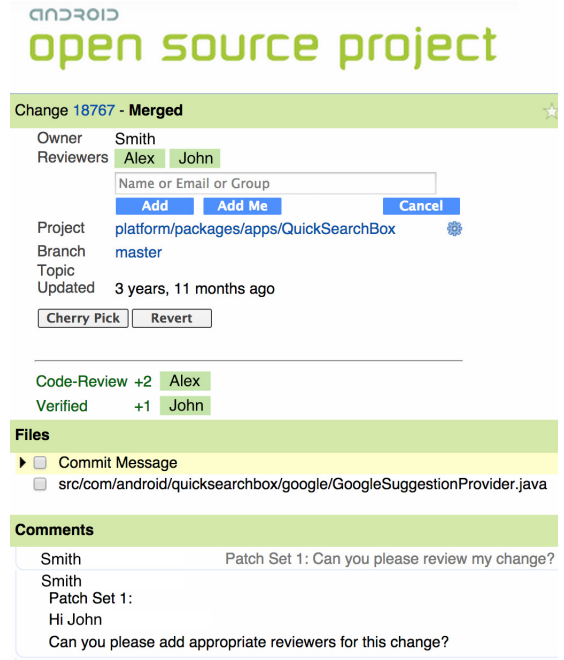 ANDROID
open source project
Change 18767 - Merged
Owner Smith
Reviewers Alex John
Name or Email or Group
Add Add Me Cancel
Project platform/packages/apps/QuickSearchBox
Branch master
Topic
Updated 3 years, 11 months ago
Cherry Pick Revert
Code-Review +2 Alex
Verified +1 John
Files
Commit Message
src/com/android/quicksearchbox/google/GoogleSuggestionProvider.java
Comments
Smith Patch Set 1: Can you please review my change?
Smith
Patch Set 1:
Hi John
Can you please add appropriate reviewers for this change?